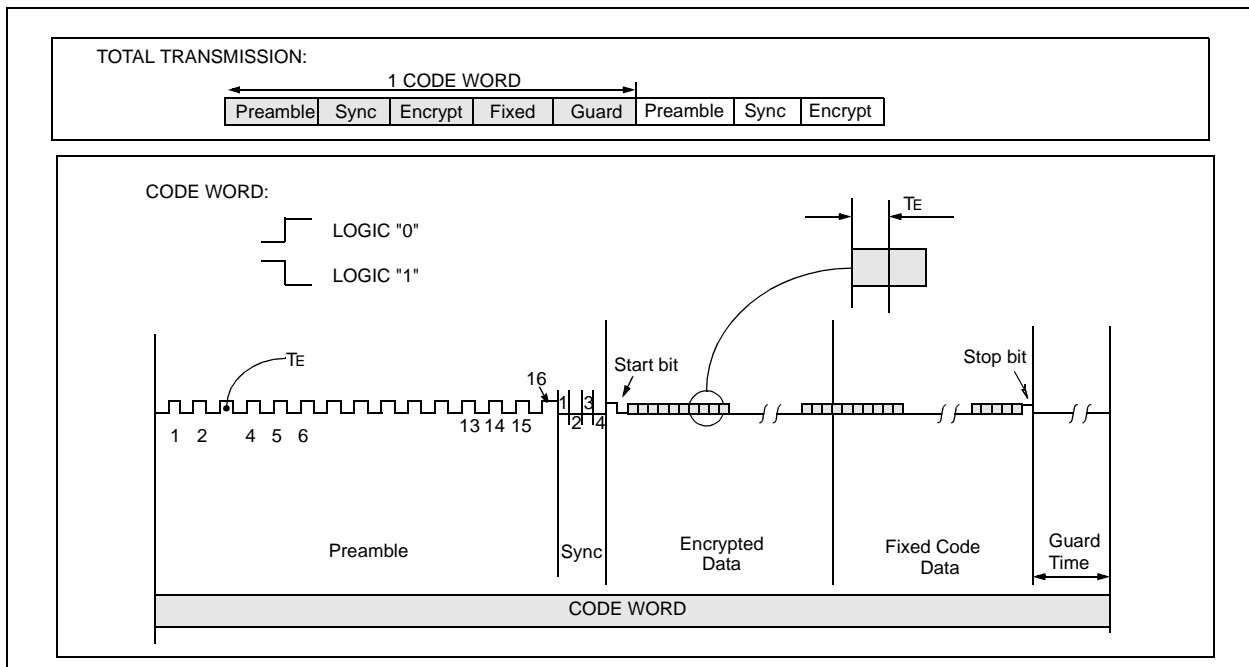 TOTAL TRANSMISSION:
1 CODE WORD
Preamble Sync Encrypt Fixed Guard Preamble Sync Encrypt
CODE WORD:
LOGIC "0"
LOGIC "1"
TE
TE
Start bit
Stop bit
16
1 3
2 4
1 2 4 5 6 13 14 15
Preamble
Sync
Encrypted
Data
Fixed Code
Data
Guard
Time
CODE WORD